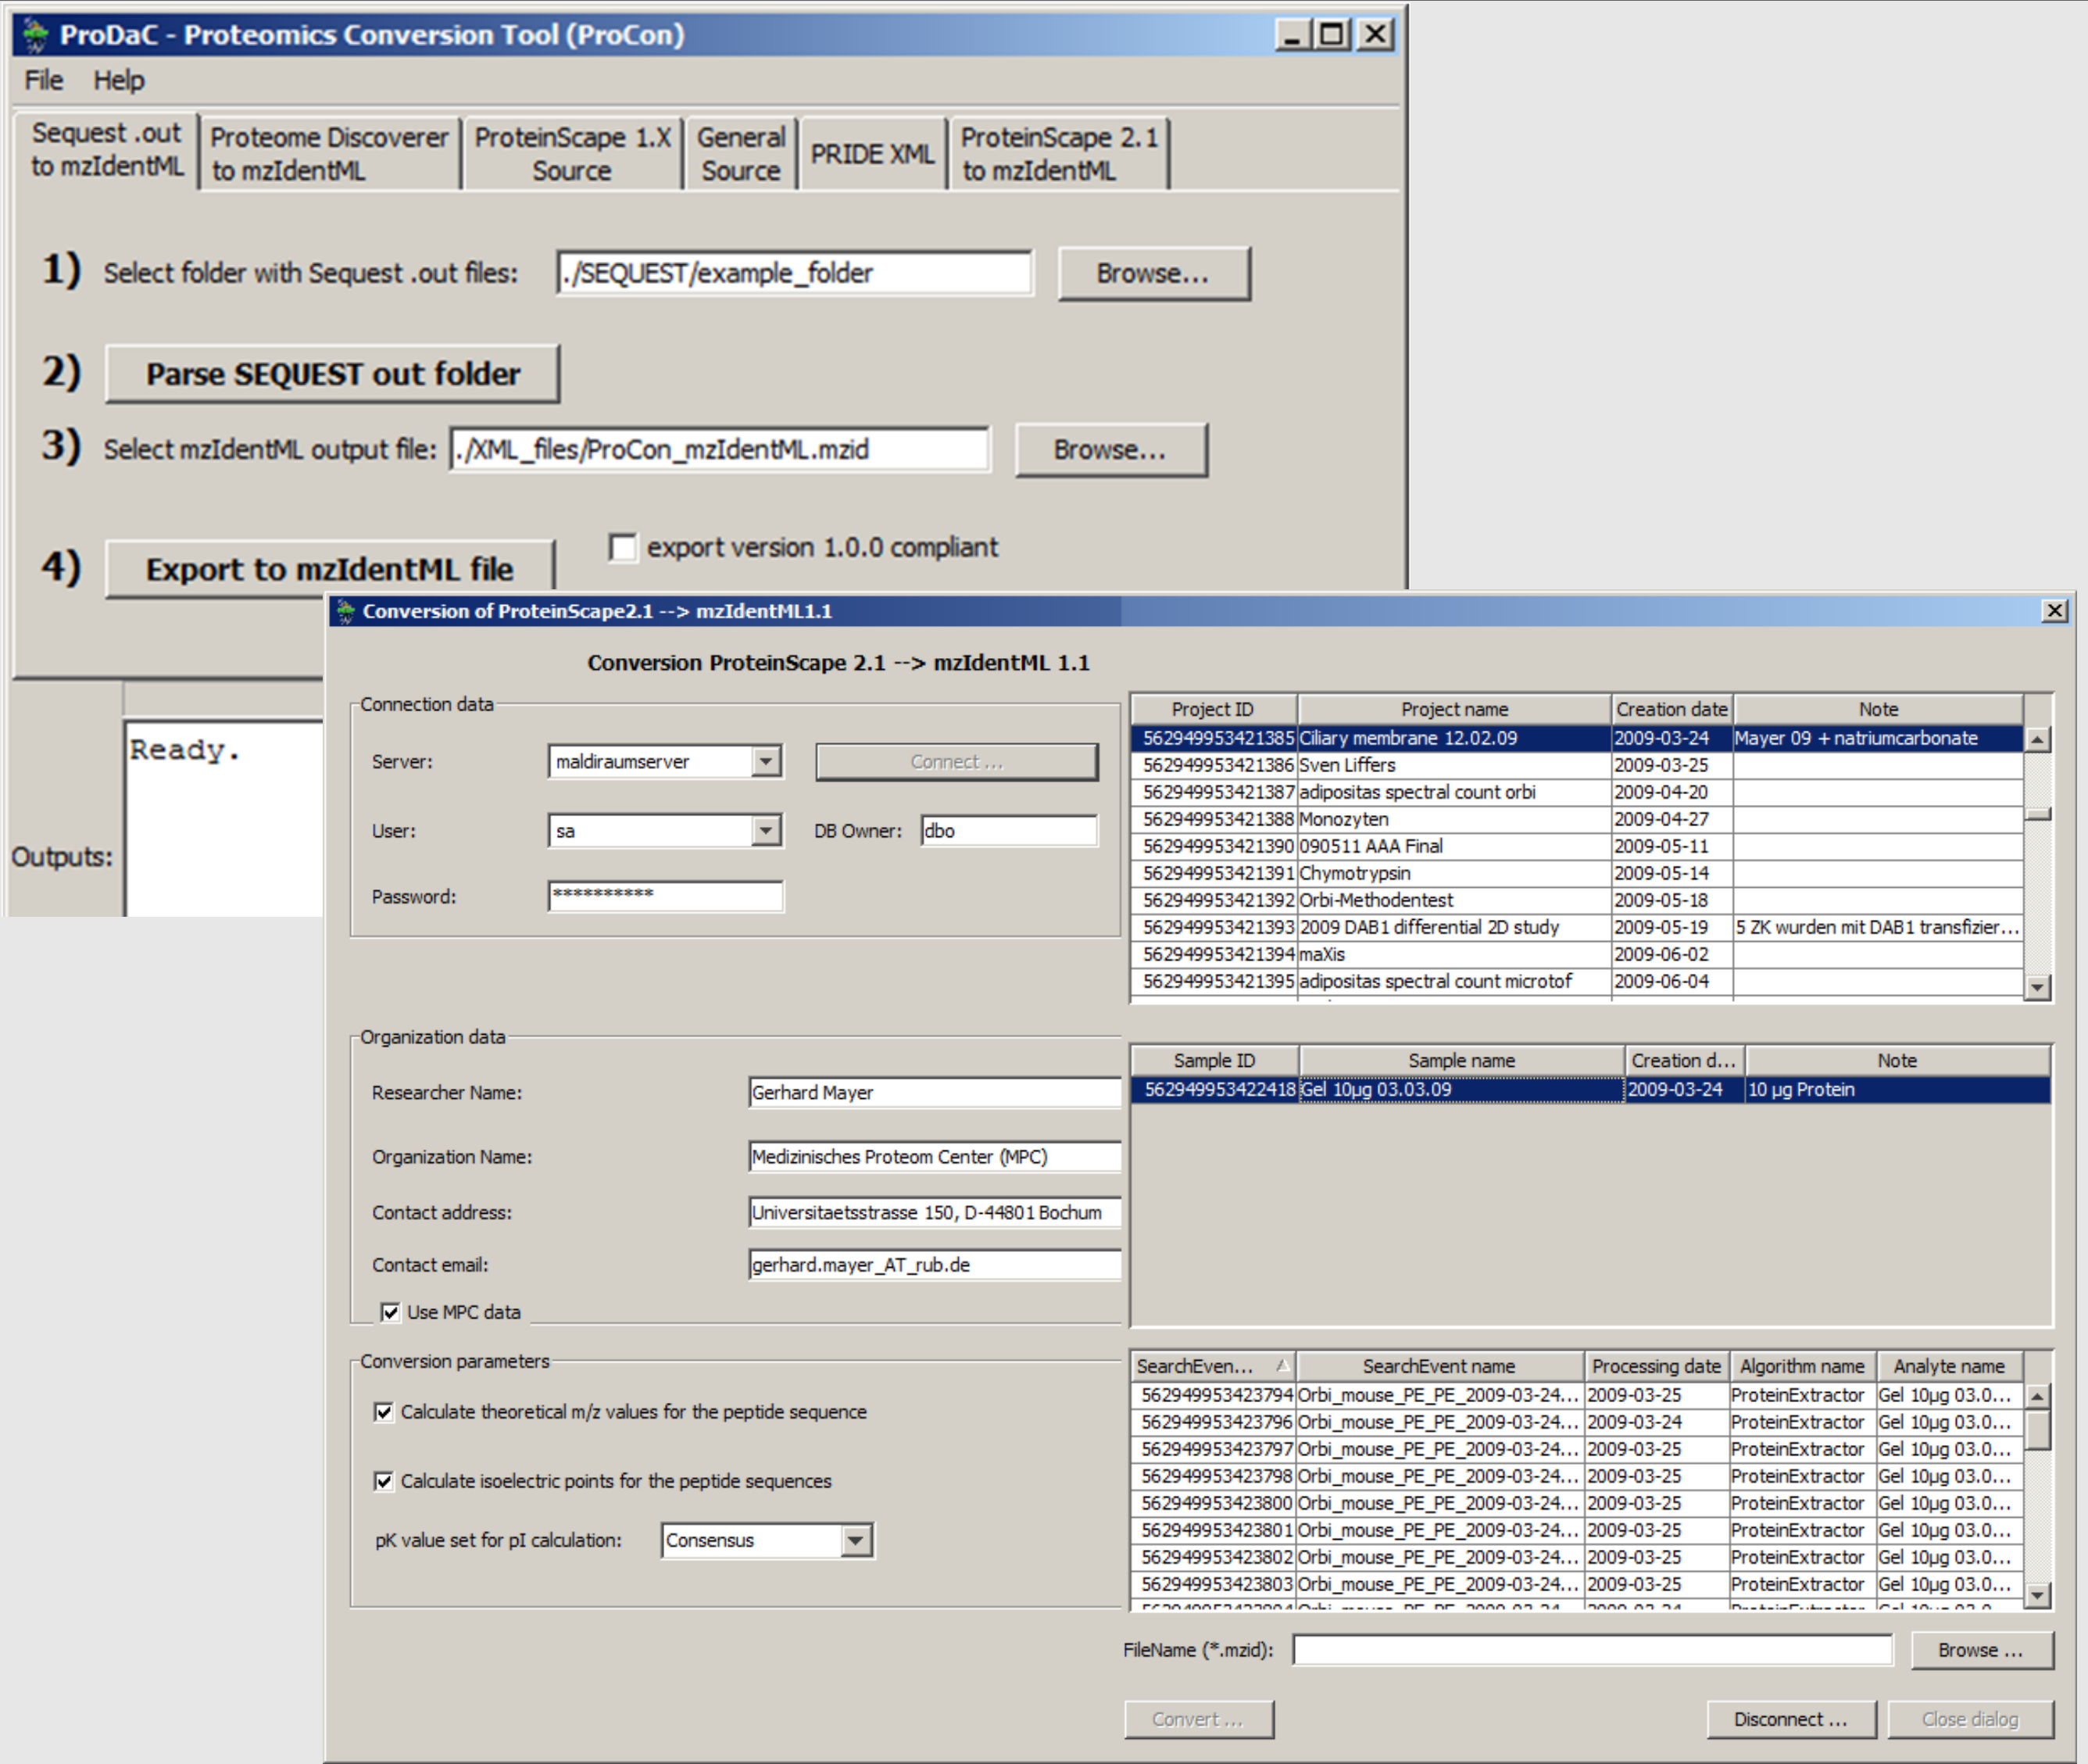 ProDaC - Proteomics Conversion Tool (ProCon)
File Help
Sequest .out to mzIdentML
Proteome Discoverer to mzIdentML
ProteinScape 1.X Source
General Source
PRIDE XML
ProteinScape 2.1 to mzIdentML
1) Select folder with Sequest .out files: ./SEQUEST/example_folder Browse...
2) Parse SEQUEST out folder
3) Select mzIdentML output file: ./XML_files/ProCon_mzIdentML.mzid Browse...
4) Export to mzIdentML file export version 1.0.0 compliant
Outputs: Ready.
Conversion of ProteinScape2.1 --> mzIdentML1.1
Conversion ProteinScape 2.1 --> mzIdentML 1.1
Connection data
Server: maldiraumserver Connect ...
User: sa DB Owner: dbo
Password: **********
Organization data
Researcher Name: Gerhard Mayer
Organization Name: Medizinisches Proteom Center (MPC)
Contact address: Universitaetsstrasse 150, D-44801 Bochum
Contact email: gerhard.mayer_AT_rub.de
Use MPC data
Conversion parameters
Calculate theoretical m/z values for the peptide sequence
Calculate isoelectric points for the peptide sequences
pK value set for pI calculation: Consensus
Project ID Project name Creation date Note
562949953421385 Ciliary membrane 12.02.09 2009-03-24 Mayer 09 + natriumcarbonate
562949953421386 Sven Liffers 2009-03-25
562949953421387 adipositas spectral count orbi 2009-04-20
562949953421388 Monozyten 2009-04-27
562949953421390 090511 AAA Final 2009-05-11
562949953421391 Chymotrypsin 2009-05-14
562949953421392 Orbi-Methodentest 2009-05-18
562949953421393 2009 DAB1 differential 2D study 2009-05-19 5 ZK wurden mit DAB1 transfizier...
562949953421394 maXis 2009-06-02
562949953421395 adipositas spectral count microtof 2009-06-04
Sample ID Sample name Creation d... Note
562949953422418 Gel 10µg 03.03.09 2009-03-24 10 µg Protein
SearchEven... SearchEvent name Processing date Algorithm name Analyte name
562949953423794 Orbi_mouse_PE_PE_2009-03-24... 2009-03-25 ProteinExtractor Gel 10µg 03.0...
562949953423796 Orbi_mouse_PE_PE_2009-03-24... 2009-03-24 ProteinExtractor Gel 10µg 03.0...
562949953423797 Orbi_mouse_PE_PE_2009-03-24... 2009-03-25 ProteinExtractor Gel 10µg 03.0...
562949953423798 Orbi_mouse_PE_PE_2009-03-24... 2009-03-25 ProteinExtractor Gel 10µg 03.0...
562949953423800 Orbi_mouse_PE_PE_2009-03-24... 2009-03-25 ProteinExtractor Gel 10µg 03.0...
562949953423801 Orbi_mouse_PE_PE_2009-03-24... 2009-03-25 ProteinExtractor Gel 10µg 03.0...
562949953423802 Orbi_mouse_PE_PE_2009-03-24... 2009-03-25 ProteinExtractor Gel 10µg 03.0...
562949953423803 Orbi_mouse_PE_PE_2009-03-24... 2009-03-25 ProteinExtractor Gel 10µg 03.0...
FileName (*.mzid): Browse ...
Convert ... Disconnect ... Close dialog